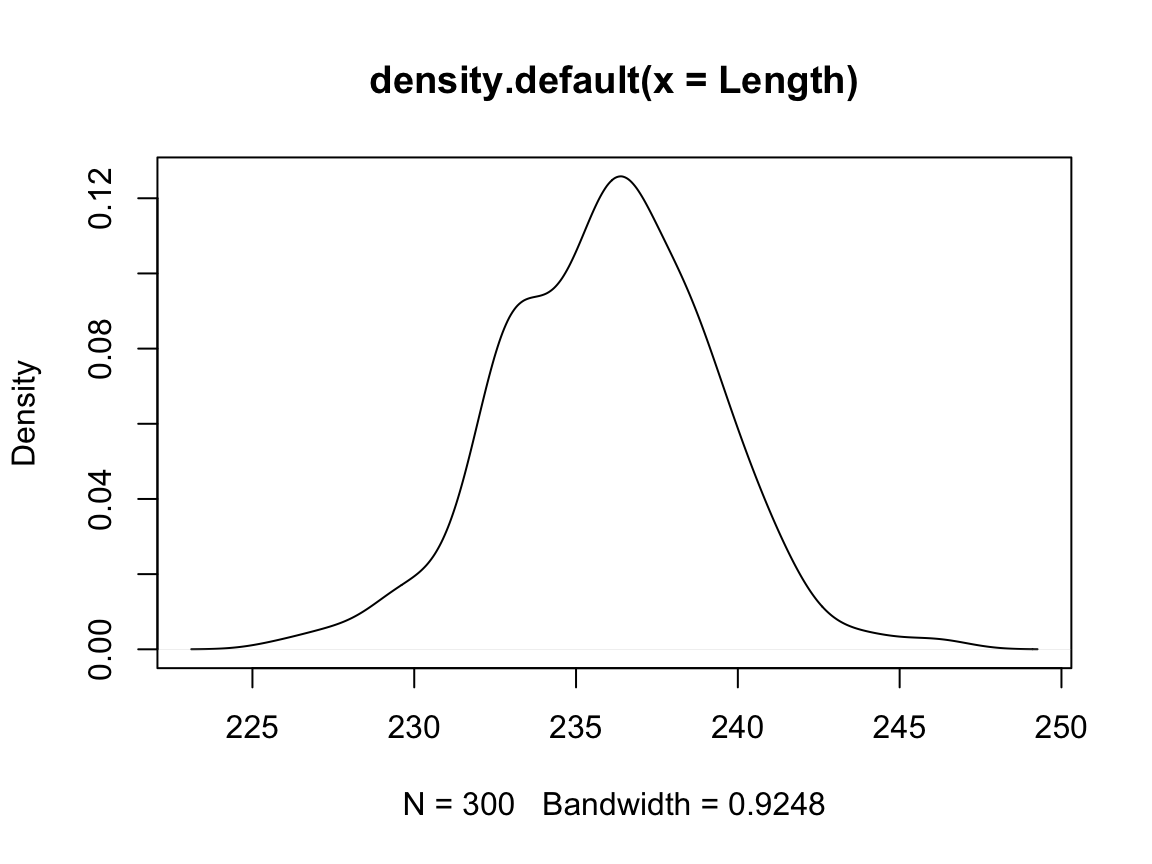 density.default(x = Length)
Density
0.12
0.08
0.04
0.00
225 230 235 240 245 250
N = 300 Bandwidth = 0.9248